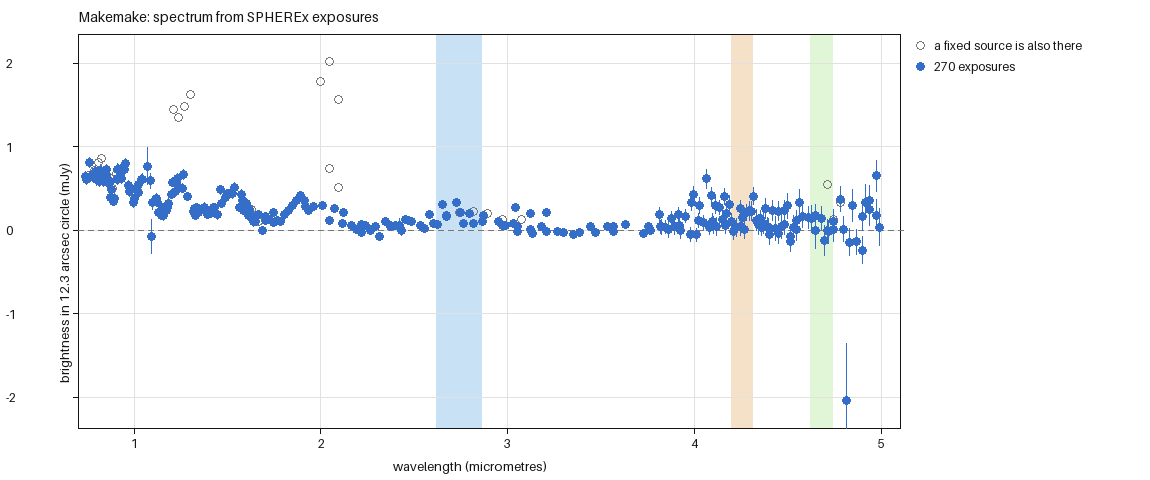 Makemake: spectrum from SPHEREx exposures
a fixed source is also there
270 exposures
brightness in 12.3 arcsec circle (mJy)
2
1
0
-1
-2
1
2
3
4
5
wavelength (micrometres)